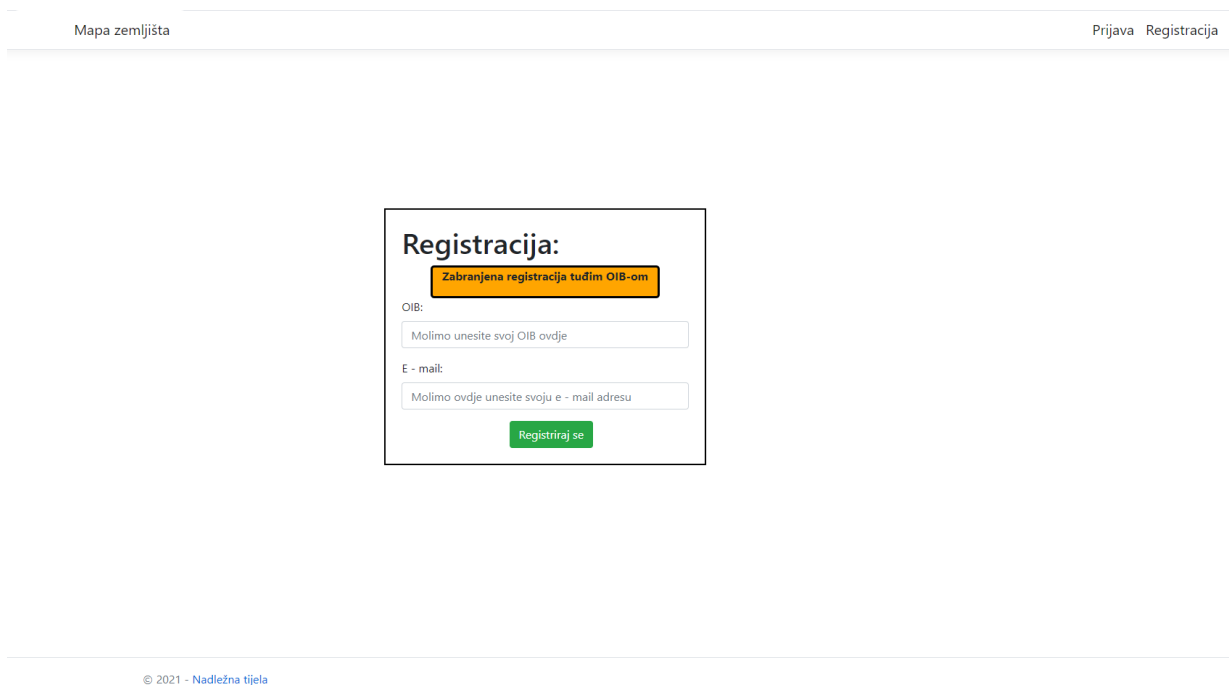 Mapa zemljišta
Prijava Registracija
Registracija:
Zabranjena registracija tuđim OIB-om
OIB:
Molimo unesite svoj OIB ovdje
E - mail:
Molimo ovdje unesite svoju e - mail adresu
Registriraj se
© 2021 - Nadležna tijela